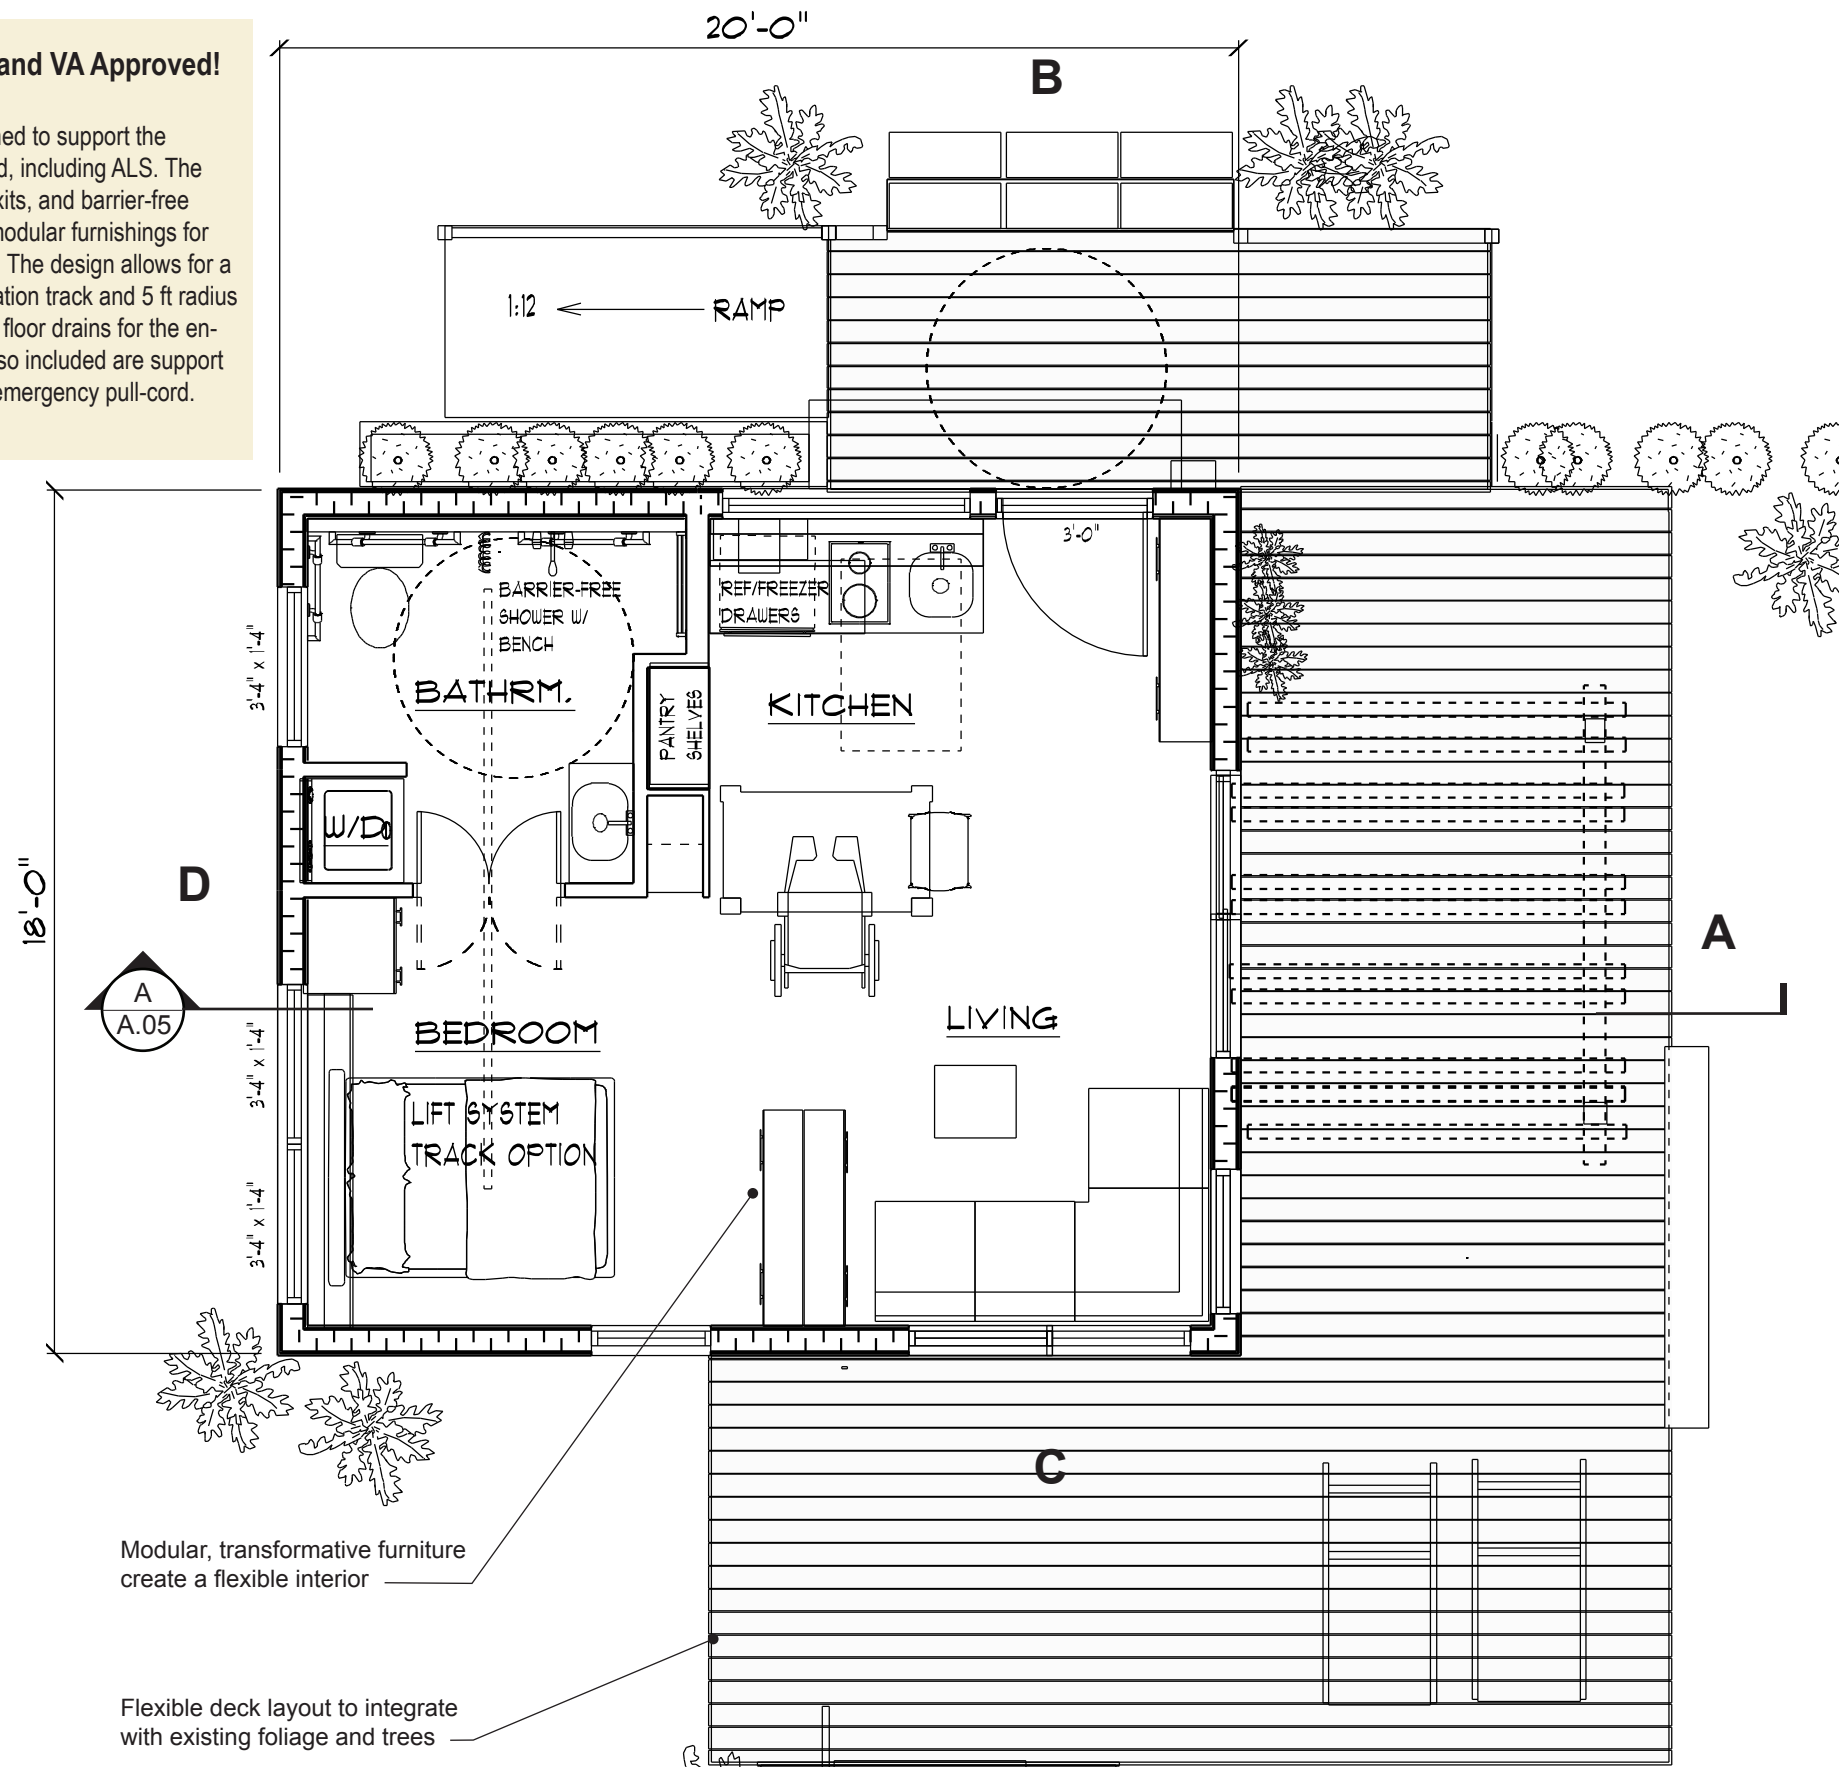 20'-0"
and VA Approved!
ned to support the
d, including ALS. The
xits, and barrier-free
nodular furnishings for
. The design allows for a
ation track and 5 ft radius
floor drains for the en-
so included are support
emergency pull-cord.
B
1:12
RAMP
3'-0"
BARRIER-FREE
SHOWER W/
BENCH
REF/FREEZER
DRAWERS
3'-4" x 1'-4"
BATHRM.
PANTRY
SHELVES
KITCHEN
W/D
18'-0"
D
A
A
A.05
BEDROOM
LIVING
3'-4" x 1'-4"
LIFT SYSTEM
TRACK OPTION
3'-4" x 1'-4"
C
Modular, transformative furniture
create a flexible interior
Flexible deck layout to integrate
with existing foliage and trees